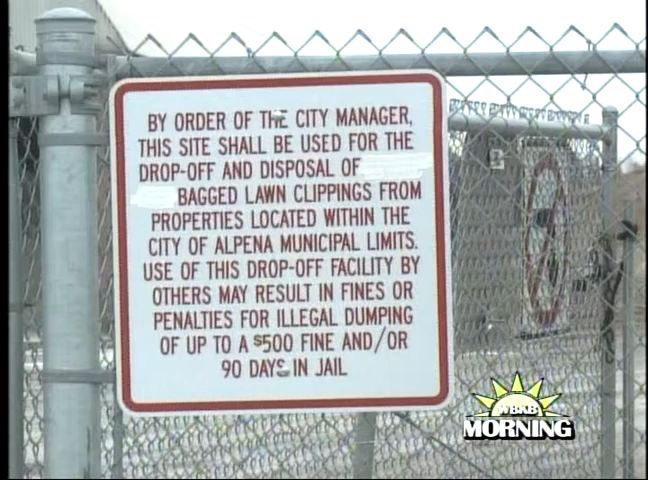 BY ORDER OF THE CITY MANAGER,
THIS SITE SHALL BE USED FOR THE
DROP-OFF AND DISPOSAL OF
BAGGED LAWN CLIPPINGS FROM
PROPERTIES LOCATED WITHIN THE
CITY OF ALPENA MUNICIPAL LIMITS.
USE OF THIS DROP-OFF FACILITY BY
OTHERS MAY RESULT IN FINES OR
PENALTIES FOR ILLEGAL DUMPING
OF UP TO A $500 FINE AND/OR
90 DAYS IN JAIL
WBKB
MORNING